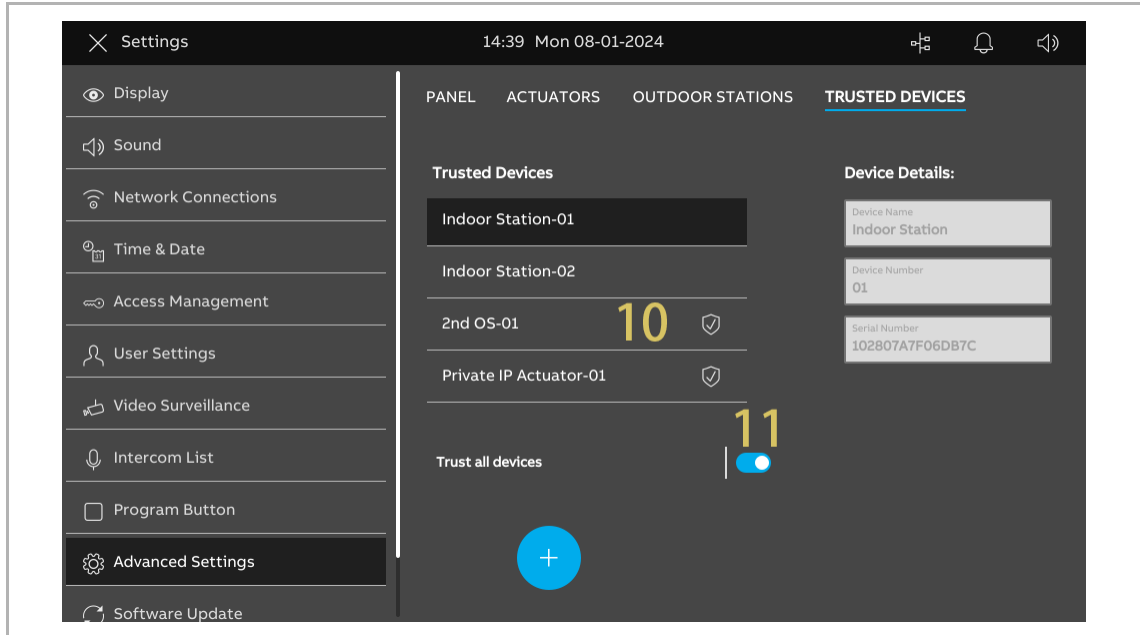 Settings
14:39 Mon 08-01-2024
Display
Sound
Network Connections
Time & Date
31
Access Management
User Settings
Video Surveillance
Intercom List
Program Button
Advanced Settings
Software Update
PANEL ACTUATORS OUTDOOR STATIONS TRUSTED DEVICES
Trusted Devices
Indoor Station-01
Indoor Station-02
2nd OS-01
10
Private IP Actuator-01
11
Trust all devices
+
Device Details:
Device Name
Indoor Station
Device Number
01
Serial Number
102807A7F06DB7C